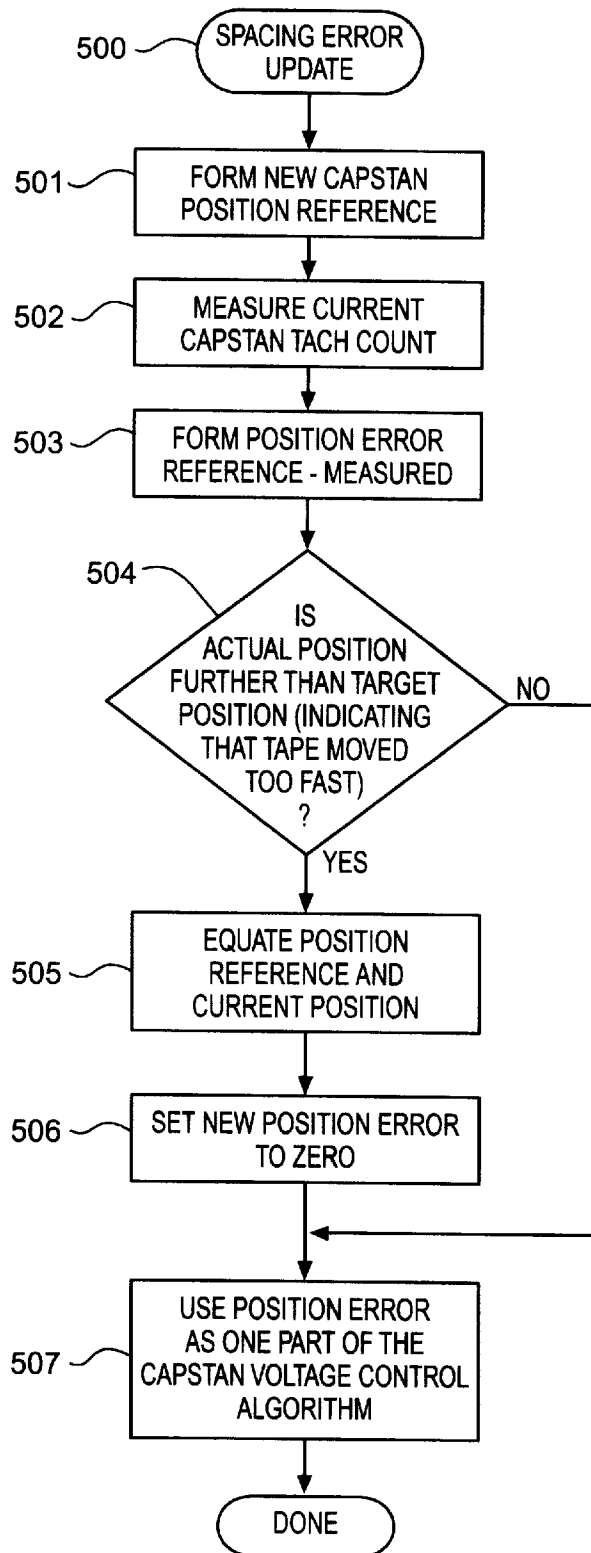 500
SPACING ERROR
UPDATE
501
FORM NEW CAPSTAN
POSITION REFERENCE
502
MEASURE CURRENT
CAPSTAN TACH COUNT
503
FORM POSITION ERROR
REFERENCE - MEASURED
504
IS
ACTUAL POSITION
FURTHER THAN TARGET
POSITION (INDICATING
THAT TAPE MOVED
TOO FAST)
?
NO
YES
505
EQUATE POSITION
REFERENCE AND
CURRENT POSITION
506
SET NEW POSITION ERROR
TO ZERO
507
USE POSITION ERROR
AS ONE PART OF THE
CAPSTAN VOLTAGE CONTROL
ALGORITHM
DONE